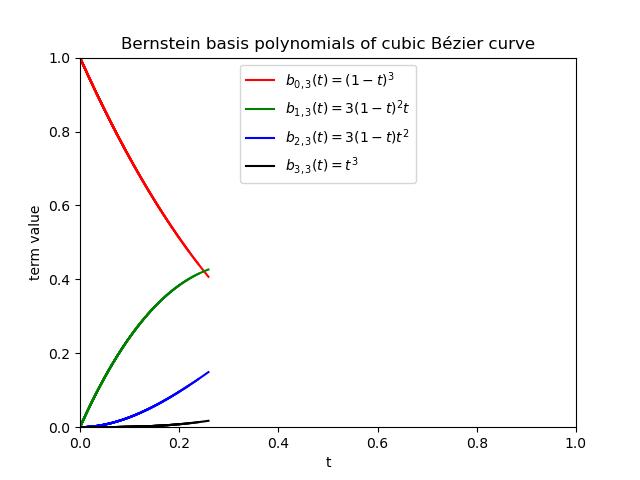 Bernstein basis polynomials of cubic Bézier curve
1.0
0.8
0.6
0.4
0.2
0.0
term value
b₀,₃(t) = (1 − t)³
b₁,₃(t) = 3(1 − t)²t
b₂,₃(t) = 3(1 − t)t²
b₃,₃(t) = t³
0.0 0.2 0.4 0.6 0.8 1.0
t